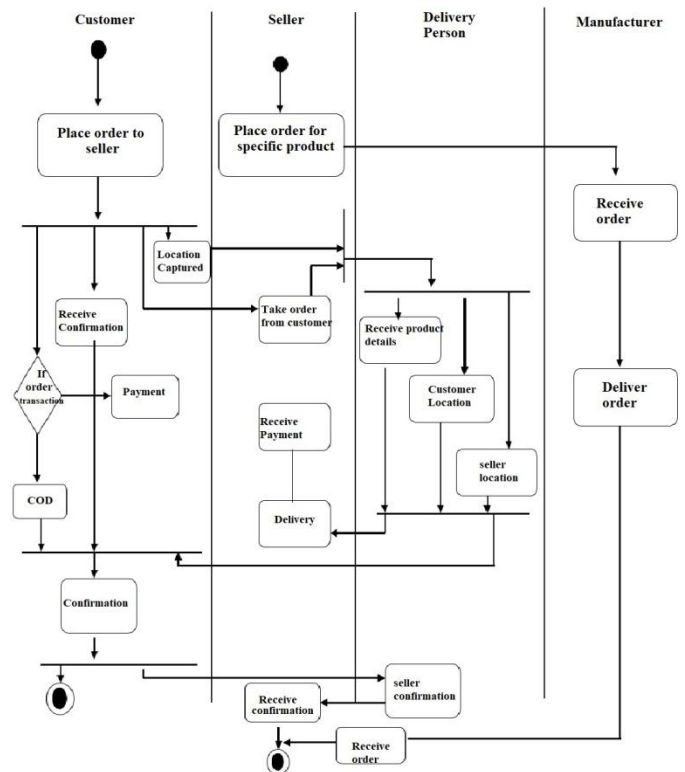 Customer
Seller
Delivery
Person
Manufacturer
Place order to
seller
Place order for
specific product
Receive
order
Location
Captured
Receive
Confirmation
Take order
from customer
Receive product
details
If
order
transaction
Payment
Customer
Location
Deliver
order
Receive
Payment
seller
location
COD
Delivery
Confirmation
seller
confirmation
Receive
confirmation
Receive
order